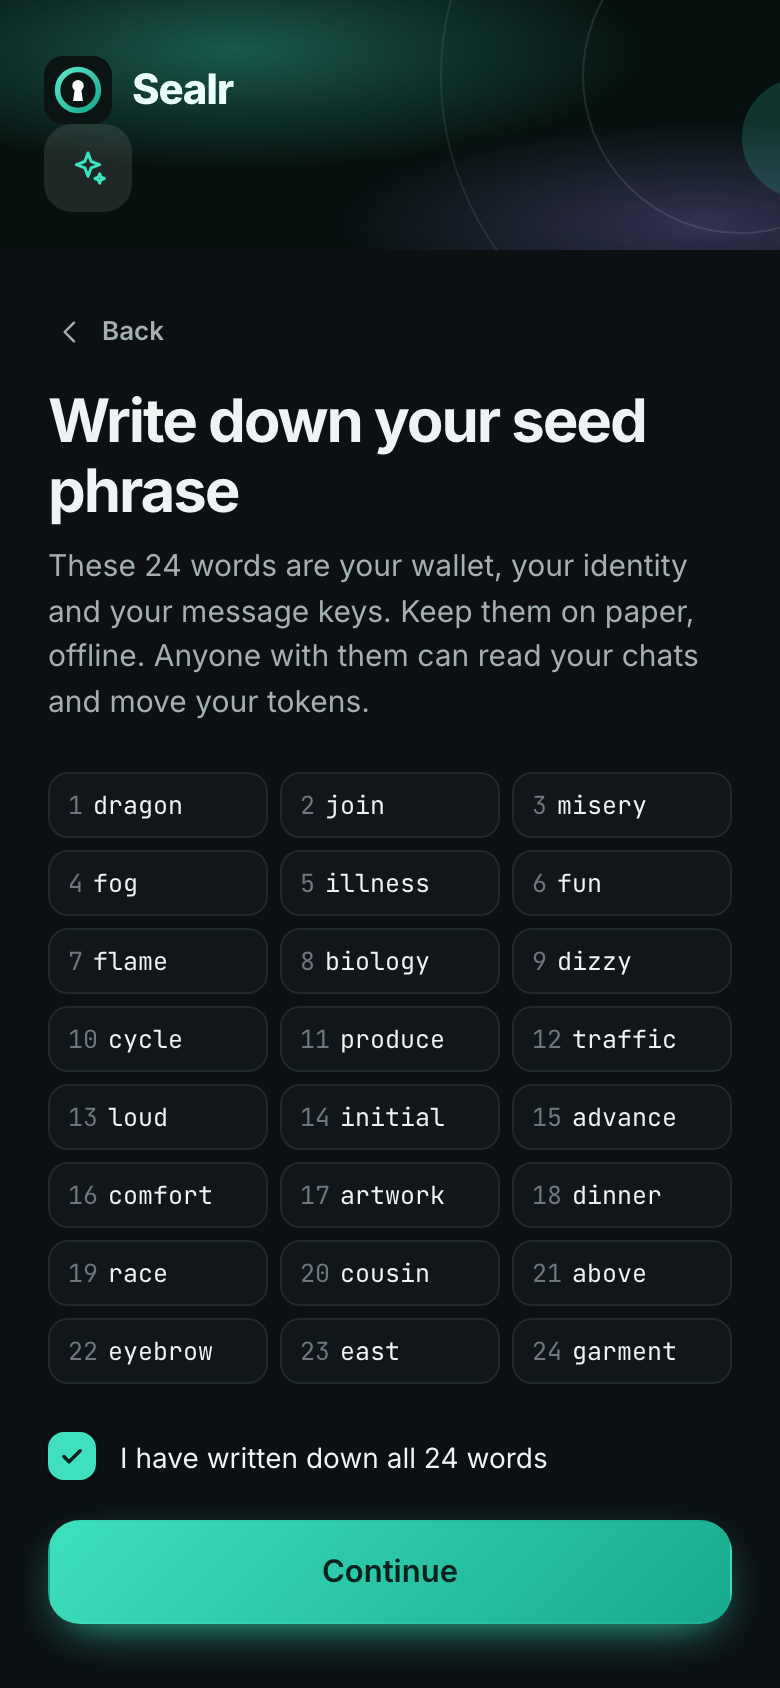 Sealr
Back
Write down your seed
phrase
These 24 words are your wallet, your identity
and your message keys. Keep them on paper,
offline. Anyone with them can read your chats
and move your tokens.
1 dragon
2 join
3 misery
4 fog
5 illness
6 fun
7 flame
8 biology
9 dizzy
10 cycle
11 produce
12 traffic
13 loud
14 initial
15 advance
16 comfort
17 artwork
18 dinner
19 race
20 cousin
21 above
22 eyebrow
23 east
24 garment
I have written down all 24 words
Continue